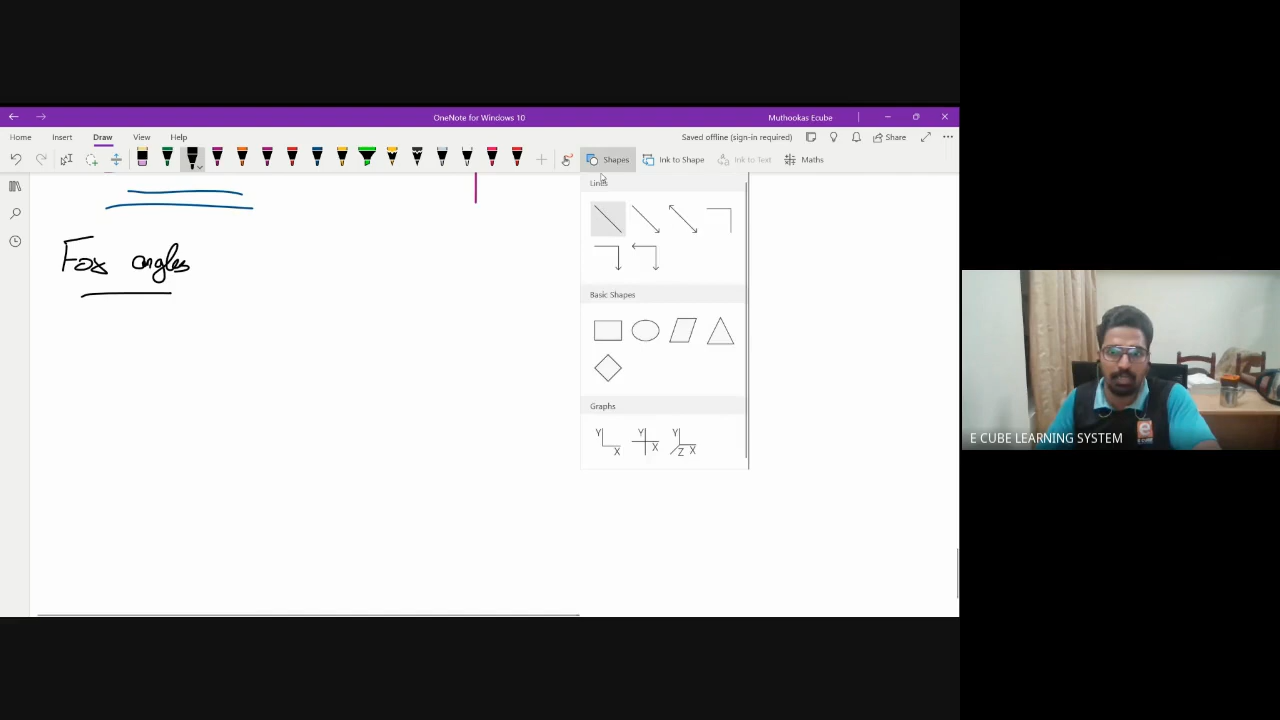 OneNote for Windows 10
Muthookas Ecube
Home Insert Draw View Help
Saved offline (sign-in required)
Share
Shapes
Ink to Shape
Ink to Text
Maths
Lines
Fox angles
Basic Shapes
Graphs
Y X Y X Y Z X
E CUBE LEARNING SYSTEM